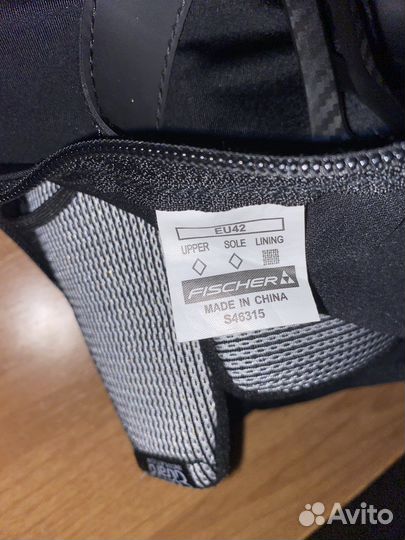 EU42
UPPER SOLE LINING
FISCHER
MADE IN CHINA
S46315
Avito